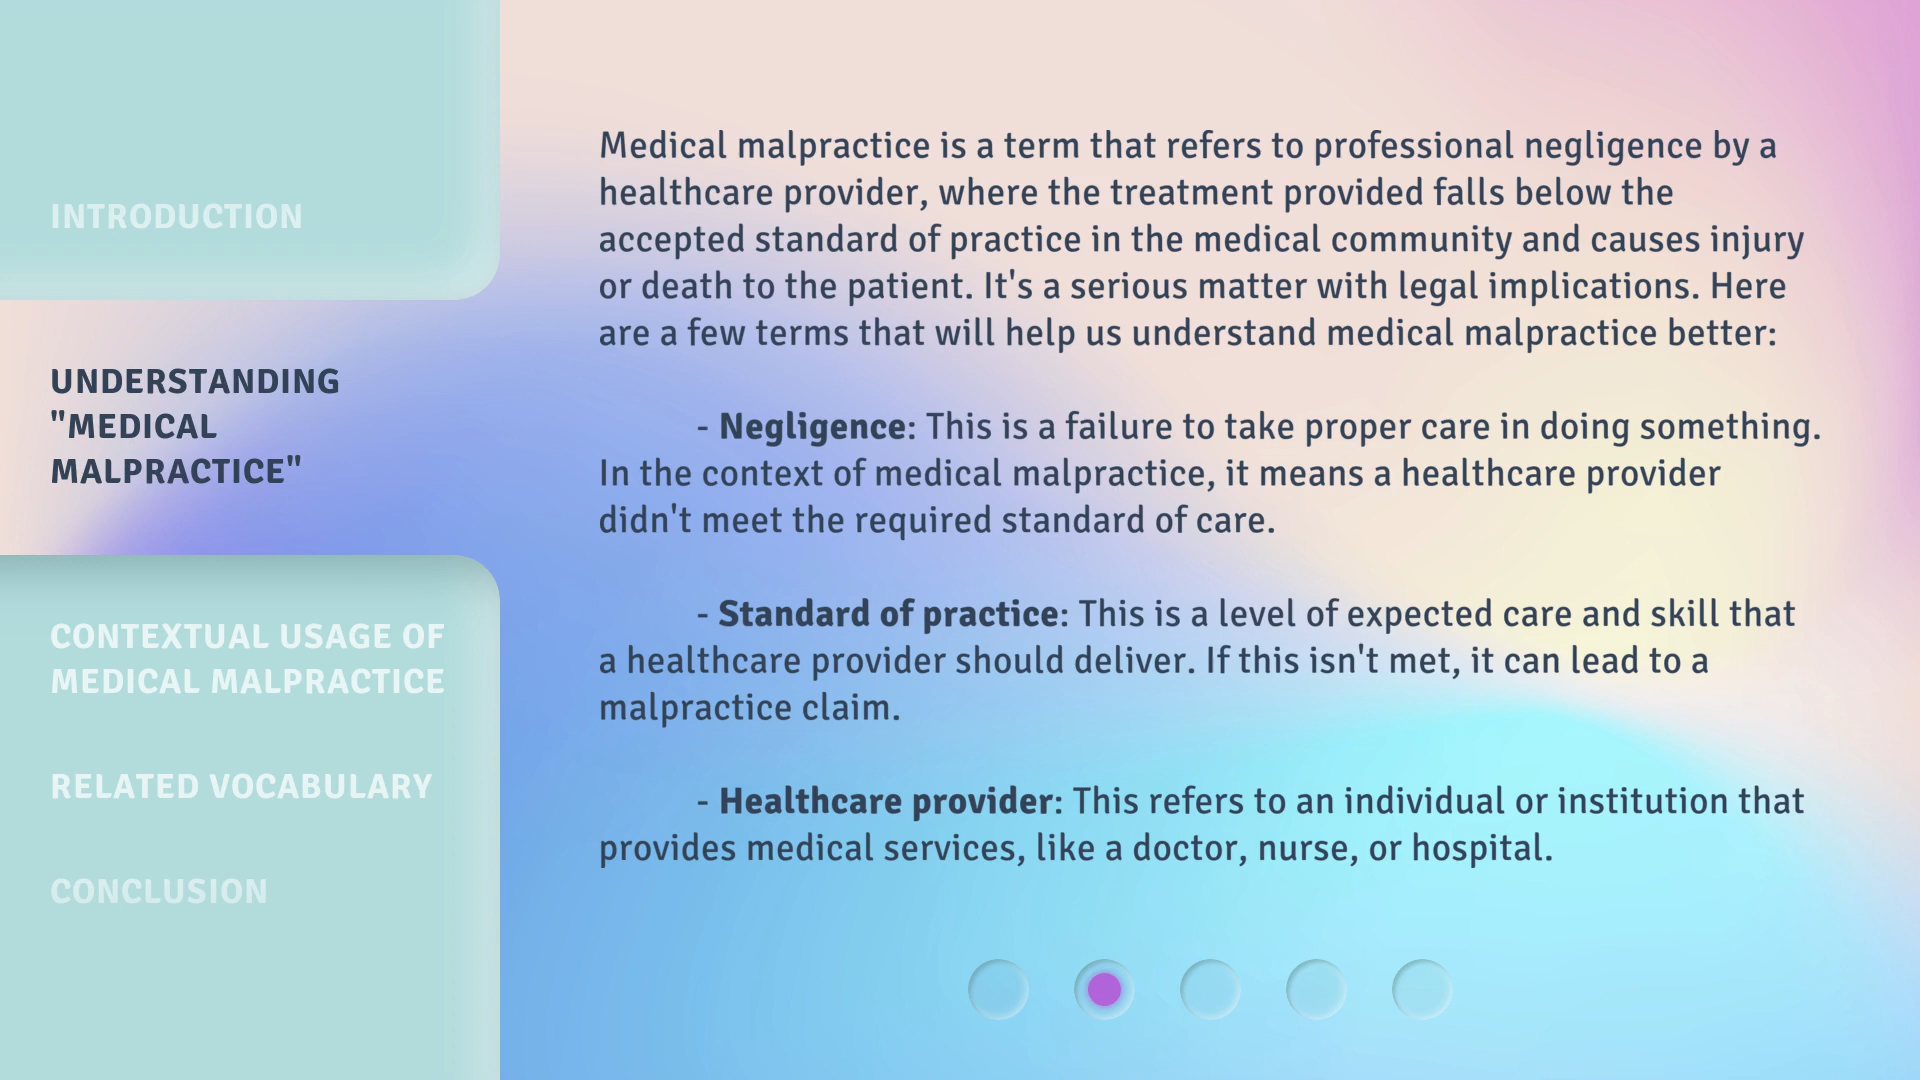 INTRODUCTION
UNDERSTANDING
"MEDICAL
MALPRACTICE"
CONTEXTUAL USAGE OF
MEDICAL MALPRACTICE
RELATED VOCABULARY
CONCLUSION
Medical malpractice is a term that refers to professional negligence by a
healthcare provider, where the treatment provided falls below the
accepted standard of practice in the medical community and causes injury
or death to the patient. It's a serious matter with legal implications. Here
are a few terms that will help us understand medical malpractice better:
- Negligence: This is a failure to take proper care in doing something.
In the context of medical malpractice, it means a healthcare provider
didn't meet the required standard of care.
- Standard of practice: This is a level of expected care and skill that
a healthcare provider should deliver. If this isn't met, it can lead to a
malpractice claim.
- Healthcare provider: This refers to an individual or institution that
provides medical services, like a doctor, nurse, or hospital.